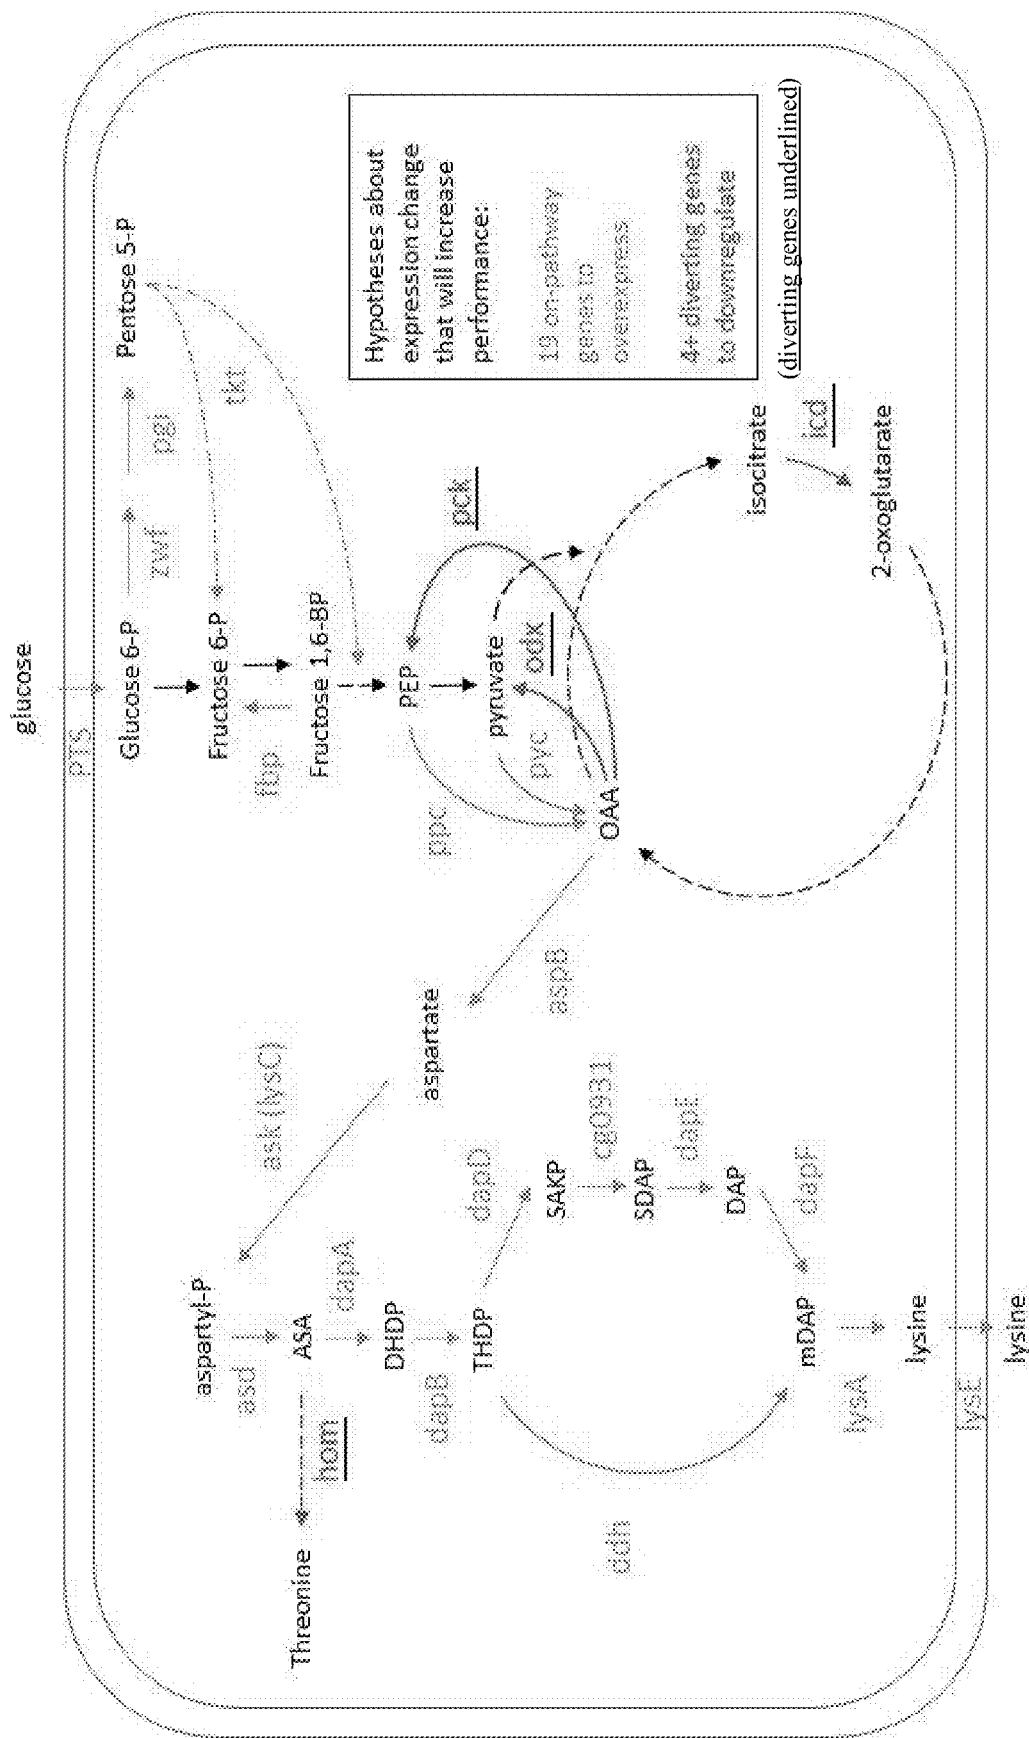 glucose
PTS
Glucose 6-P
zwf
pgl
Pentose 5-P
tkt
Fructose 6-P
fbp
Fructose 1,6-BP
PEP
ppc
pck
pyruvate
pyc
odx
OAA
isocitrate
icd
2-oxoglutarate
aspB
aspartate
ask (lysC)
aspartyl-P
asd
ASA
hom
Threonine
dapA
DHDP
dapB
THDP
dapD
SAKP
cg0931
SDAP
dapE
DAP
dapF
ddh
mDAP
lysA
lysine
lysE
lysine
Hypotheses about
expression change
that will increase
performance:
19 on-pathway
genes to
overexpress
4+ diverting genes
to downregulate
(diverting genes underlined)